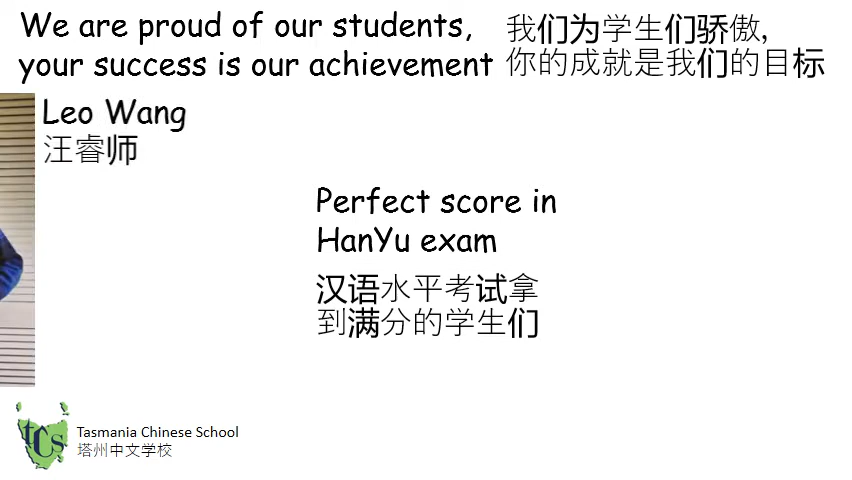 We are proud of our students,
your success is our achievement
我们为学生们骄傲,
你的成就是我们的目标
Leo Wang
汪睿师
Perfect score in
HanYu exam
汉语水平考试拿
到满分的学生们
tCs
Tasmania Chinese School
塔州中文学校